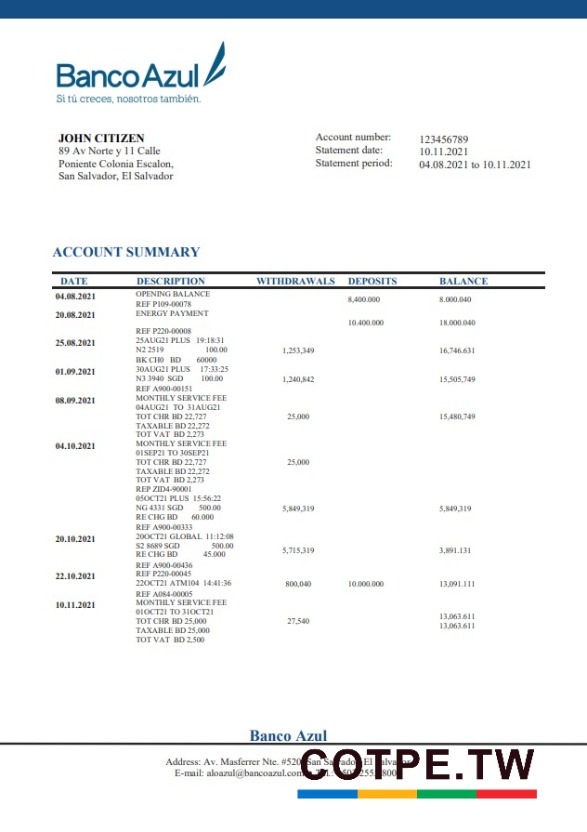 Banco Azul
Si tú creces, nosotros también.
JOHN CITIZEN
89 Av Norte y 11 Calle
Poniente Colonia Escalon,
San Salvador, El Salvador
Account number: 123456789
Statement date: 10.11.2021
Statement period: 04.08.2021 to 10.11.2021
ACCOUNT SUMMARY
DATE DESCRIPTION WITHDRAWALS DEPOSITS BALANCE
04.08.2021 OPENING BALANCE
8,400.000 8.000.040
REF P109-00078
20.08.2021 ENERGY PAYMENT
10.400.000 18.000.040
REF P220-00008
25.08.2021 25AUG21 PLUS 19:18:31
N2 2519 100.00 1,253,349 16,746.631
BK CH0 BD 60000
01.09.2021 30AUG21 PLUS 17:33:25
N3 3940 SGD 100.00 1,240,842 15,505,749
REF A900-00151
08.09.2021 MONTHLY SERVICE FEE
04AUG21 TO 31AUG21
TOT CHR BD 22,727 25,000 15,480,749
TAXABLE BD 22,272
TOT VAT BD 2,273
04.10.2021 MONTHLY SERVICE FEE
01SEP21 TO 30SEP21
TOT CHR BD 22,727 25,000
TAXABLE BD 22,272
TOT VAT BD 2,273
REP ZID4-90001
05OCT21 PLUS 15:56:22
NG 4331 SGD 500.00 5,849,319 5,849,319
RE CHG BD 60.000
REF A900-00333
20.10.2021 20OCT21 GLOBAL 11:12:08
S2 8689 SGD 500.00 5,715,319 3,891.131
RE CHG BD 45.000
REF A900-00436
22.10.2021 REF P220-00045
22OCT21 ATM104 14:41:36 800,040 10.000.000 13,091.111
REF A084-00005
10.11.2021 MONTHLY SERVICE FEE
01OCT21 TO 31OCT21
TOT CHR BD 25,000 27,540 13,063.611
TAXABLE BD 25,000 13,063.611
TOT VAT BD 2,500
Banco Azul
Address: Av. Masferrer Nte. #520, San Salvador, El Salvador
E-mail: aloazul@bancoazul.com
COTPE.TW